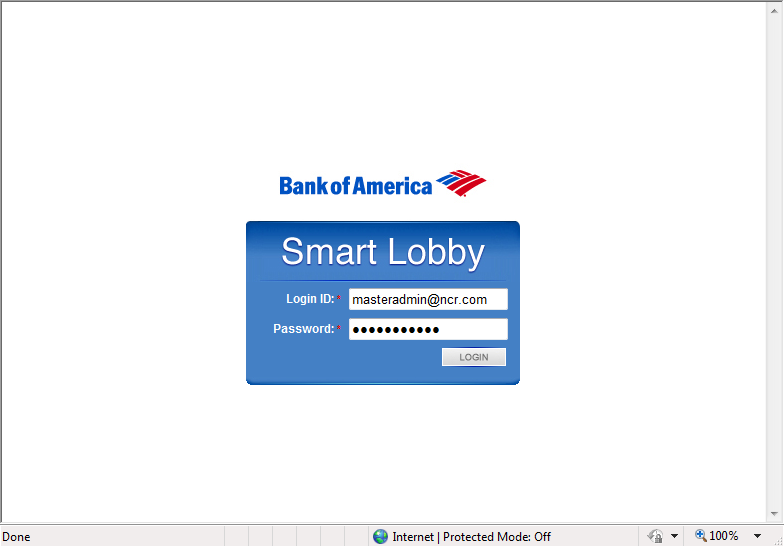 Bank of America
Smart Lobby
Login ID:* masteradmin@ncr.com
Password:* ●●●●●●●●●●●
LOGIN
Done Internet | Protected Mode: Off 100%